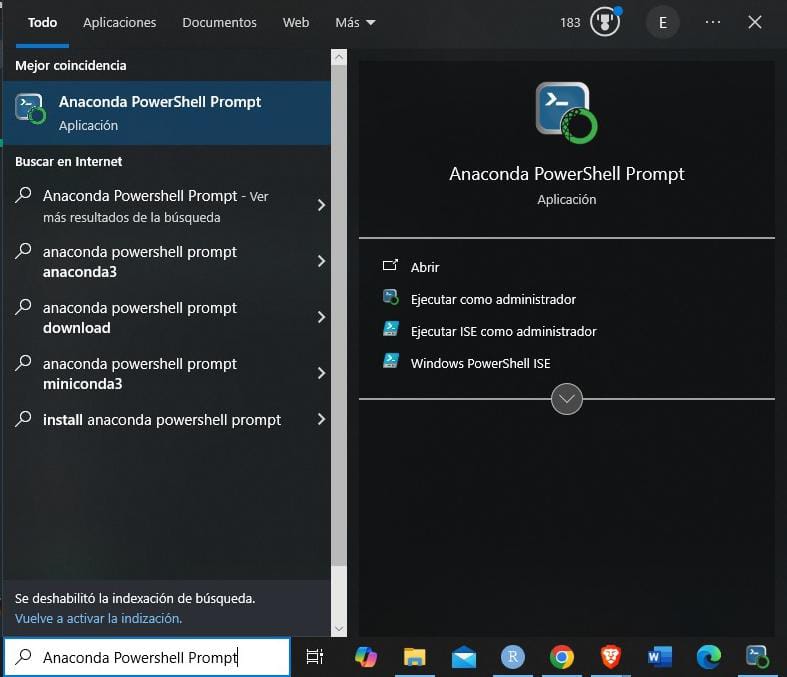 Todo Aplicaciones Documentos Web Más 183 E
Mejor coincidencia
Anaconda PowerShell Prompt
Aplicación
Buscar en Internet
Anaconda Powershell Prompt - Ver
más resultados de la búsqueda
anaconda powershell prompt
anaconda3
anaconda powershell prompt
download
anaconda powershell prompt
miniconda3
install anaconda powershell prompt
Se deshabilitó la indexación de búsqueda.
Vuelve a activar la indización.
Anaconda PowerShell Prompt
Aplicación
Abrir
Ejecutar como administrador
Ejecutar ISE como administrador
Windows PowerShell ISE
Anaconda Powershell Prompt
R
W